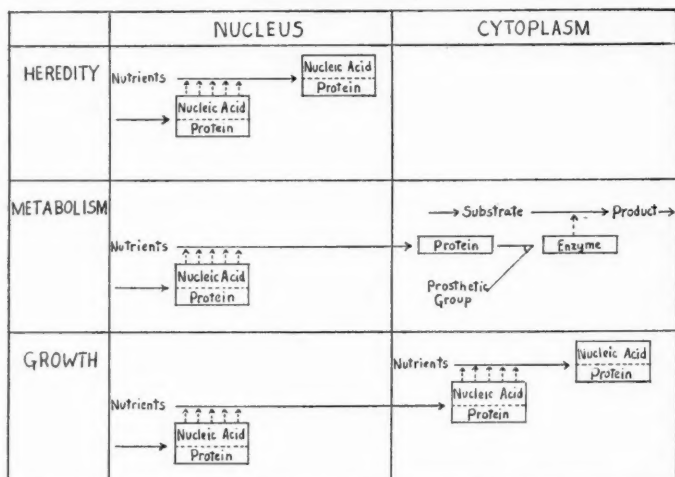 NUCLEUS
CYTOPLASM
HEREDITY
Nutrients
Nucleic Acid
Protein
Nucleic Acid
Protein
METABOLISM
Substrate
Product
Nutrients
Protein
Enzyme
Nucleic Acid
Protein
Prosthetic
Group
GROWTH
Nutrients
Nucleic Acid
Protein
Nutrients
Nucleic Acid
Protein
Nucleic Acid
Protein